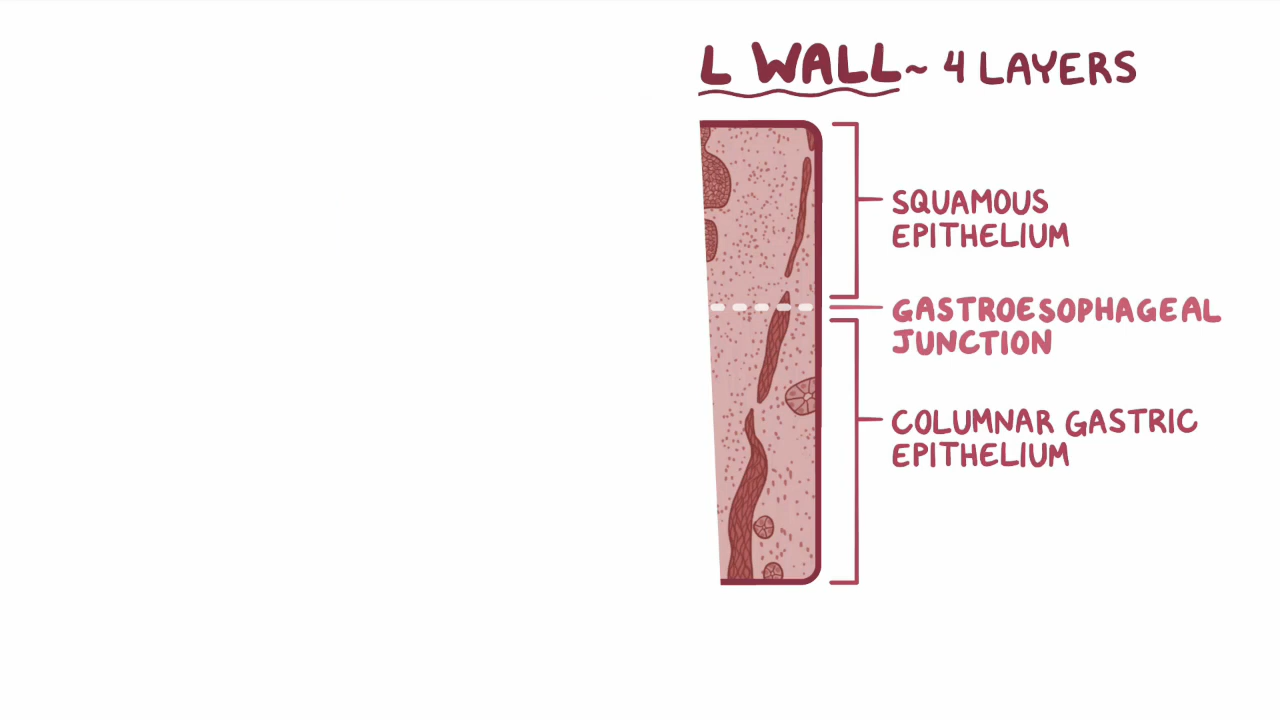 L WALL ~ 4 LAYERS
SQUAMOUS
EPITHELIUM
GASTROESOPHAGEAL
JUNCTION
COLUMNAR GASTRIC
EPITHELIUM